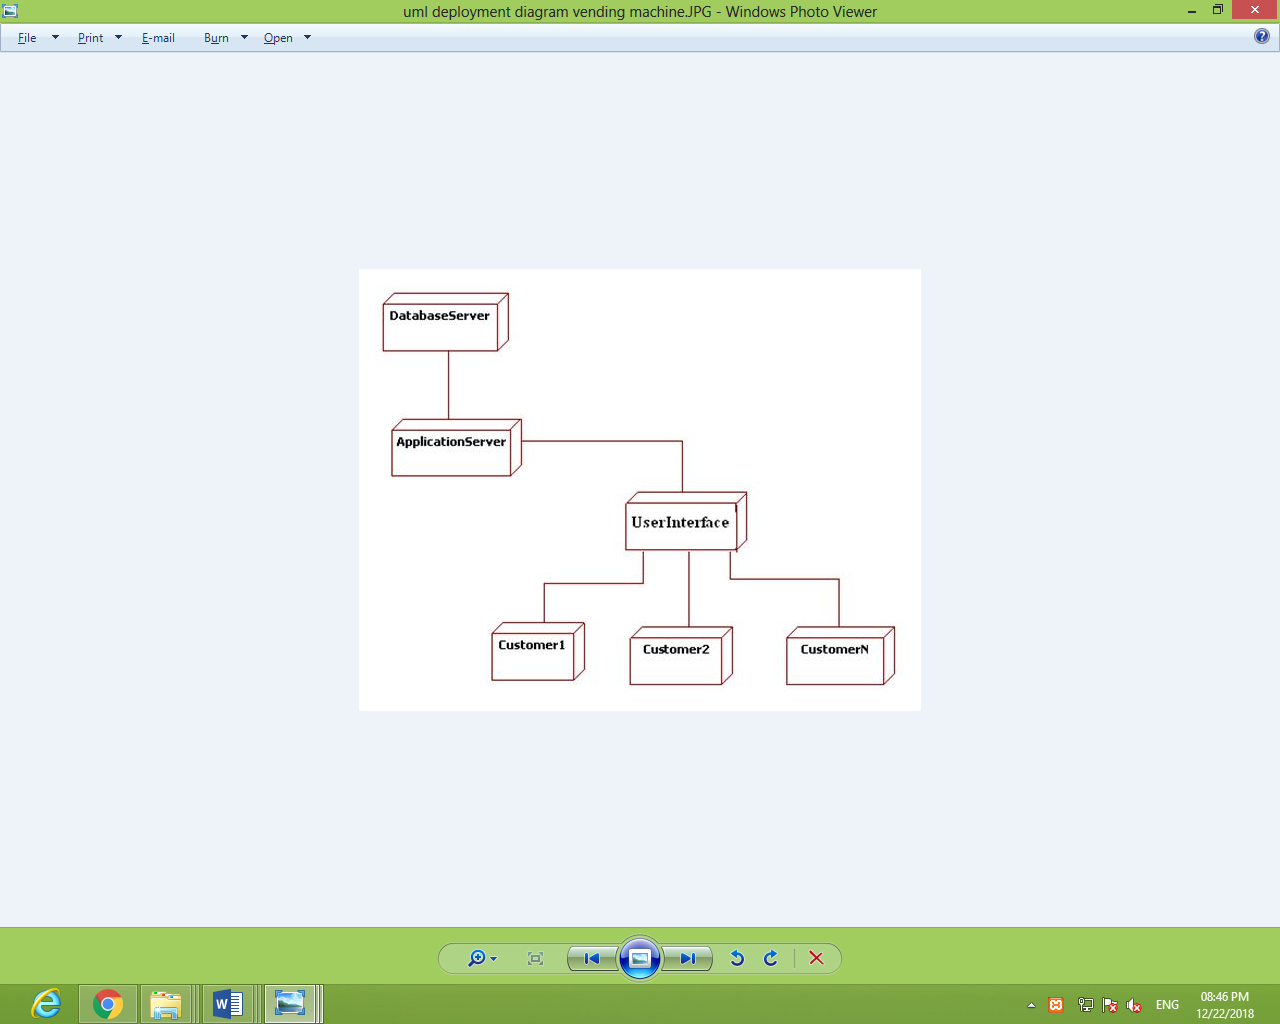 uml deployment diagram vending machine.JPG - Windows Photo Viewer
File Print E-mail Burn Open
DatabaseServer
ApplicationServer
UserInterface
Customer1 Customer2 CustomerN
ENG 08:46 PM
12/22/2018